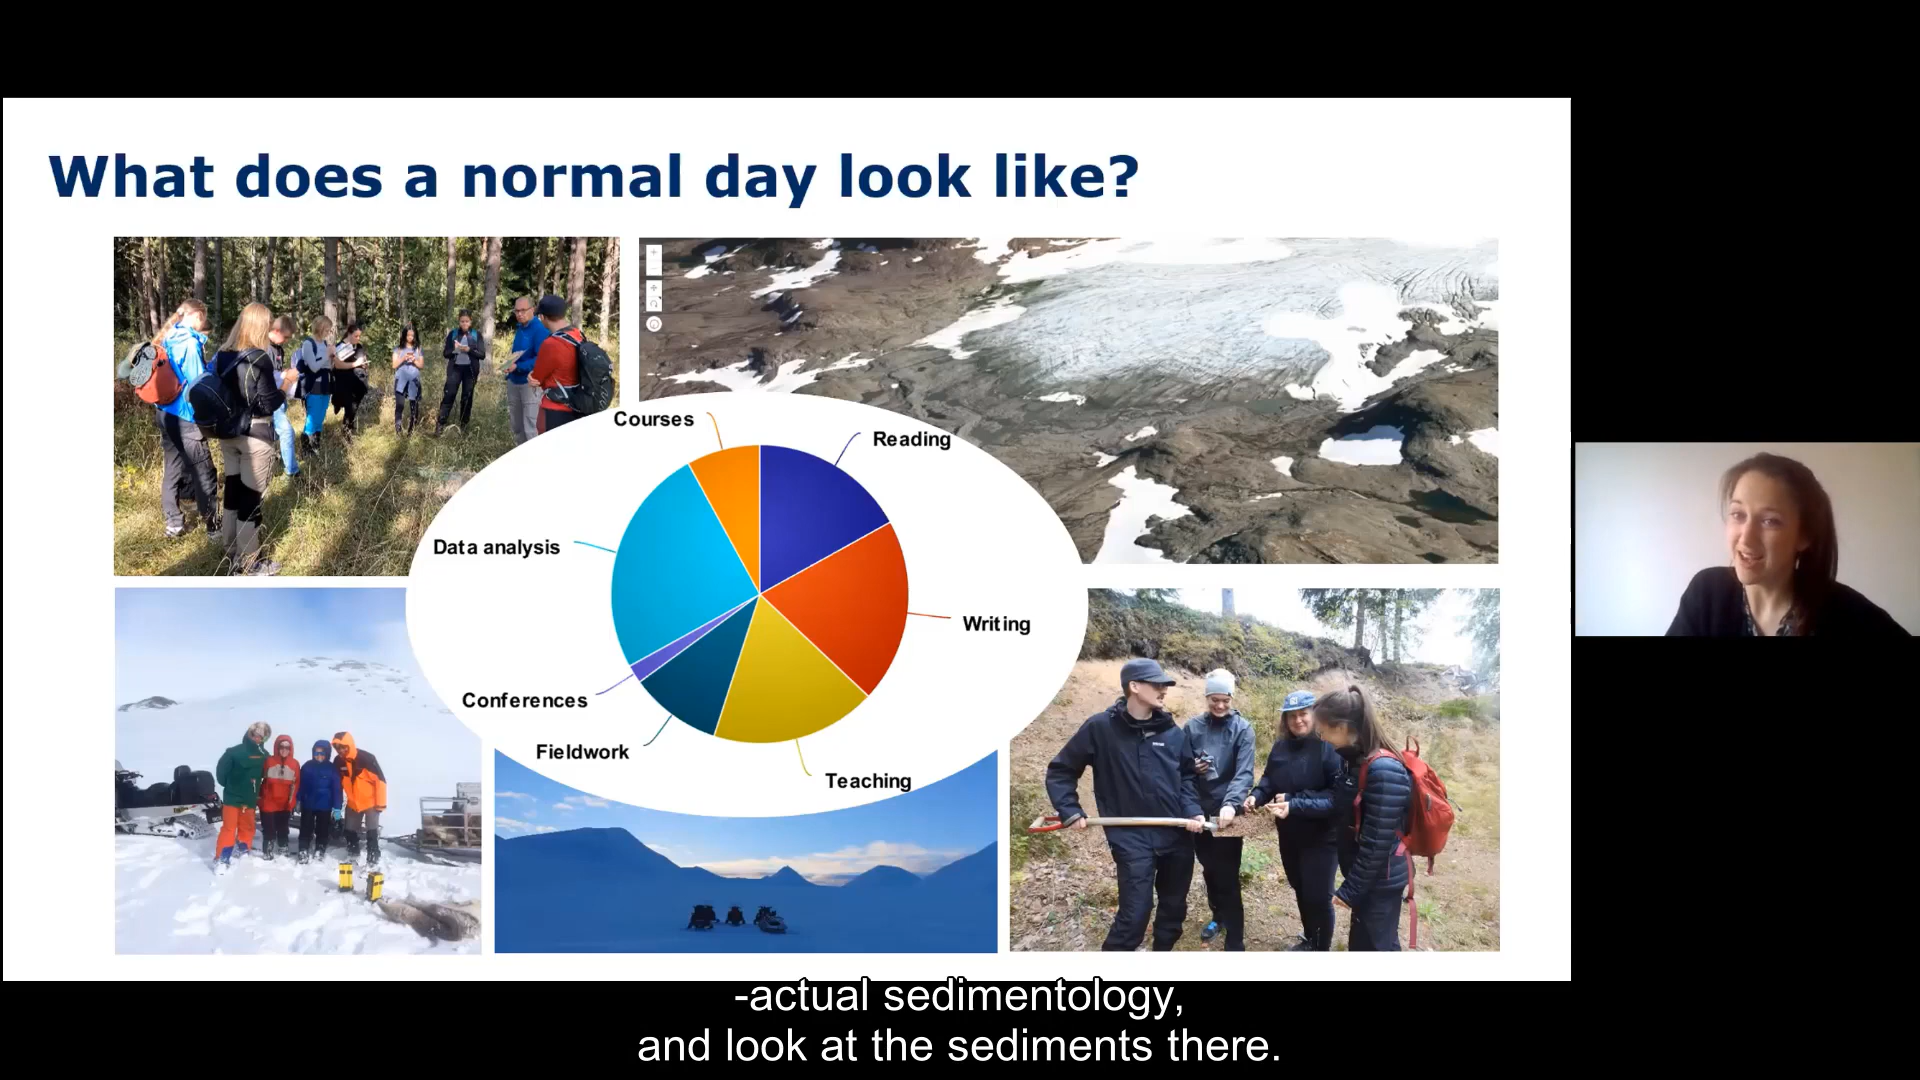 What does a normal day look like?
Courses
Reading
Data analysis
Writing
Conferences
Fieldwork
Teaching
-actual sedimentology,
and look at the sediments there.